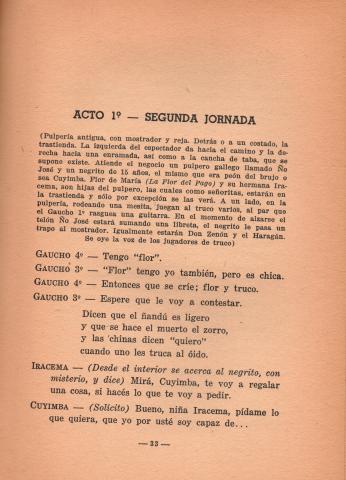 ACTO 1º — SEGUNDA JORNADA
(Pulpería antigua, con mostrador y reja. Detrás o a un costado, la
trastienda. La izquierda del espectador da hacia el camino y la de-
recha hacia una enramada, así como a la cancha de taba, que se
supone existe. Atiende el negocio un pulpero gallego llamado Ño
José y un negrito de 15 años, el mismo que era peón del brujo o
sea Cuyimba. Flor de María (La Flor del Pago) y su hermana Ira-
cema, son hijas del pulpero, las cuales como señoritas, estarán en
la trastienda y sólo por excepción se las verá. A un lado, en la
pulpería, rodeando una mesita, juegan al truco varios, al par que
el Gaucho 1º rasguea una guitarra. En el momento de alzarse el
telón Ño José estará sumando una libreta, el negrito le pasa un
trapo al mostrador. Igualmente estarán Don Zenón y el Haragán.
Se oye la voz de los jugadores de truco)
GAUCHO 4º — Tengo "flor".
GAUCHO 3º — "Flor" tengo yo también, pero es chica.
GAUCHO 4º — Entonces que se críe; flor y truco.
GAUCHO 3º — Espere que le voy a contestar.
Dicen que el ñandú es ligero
y que se hace el muerto el zorro,
y las chinas dicen "quiero"
cuando uno les truca al óido.
IRACEMA — (Desde el interior se acerca al negrito, con
misterio, y dice) Mirá, Cuyimba, te voy a regalar
una cosa, si hacés lo que te voy a pedir.
CUYIMBA — (Solícito) Bueno, niña Iracema, pídame lo
que quiera, que yo por usté soy capaz de...
— 33 —